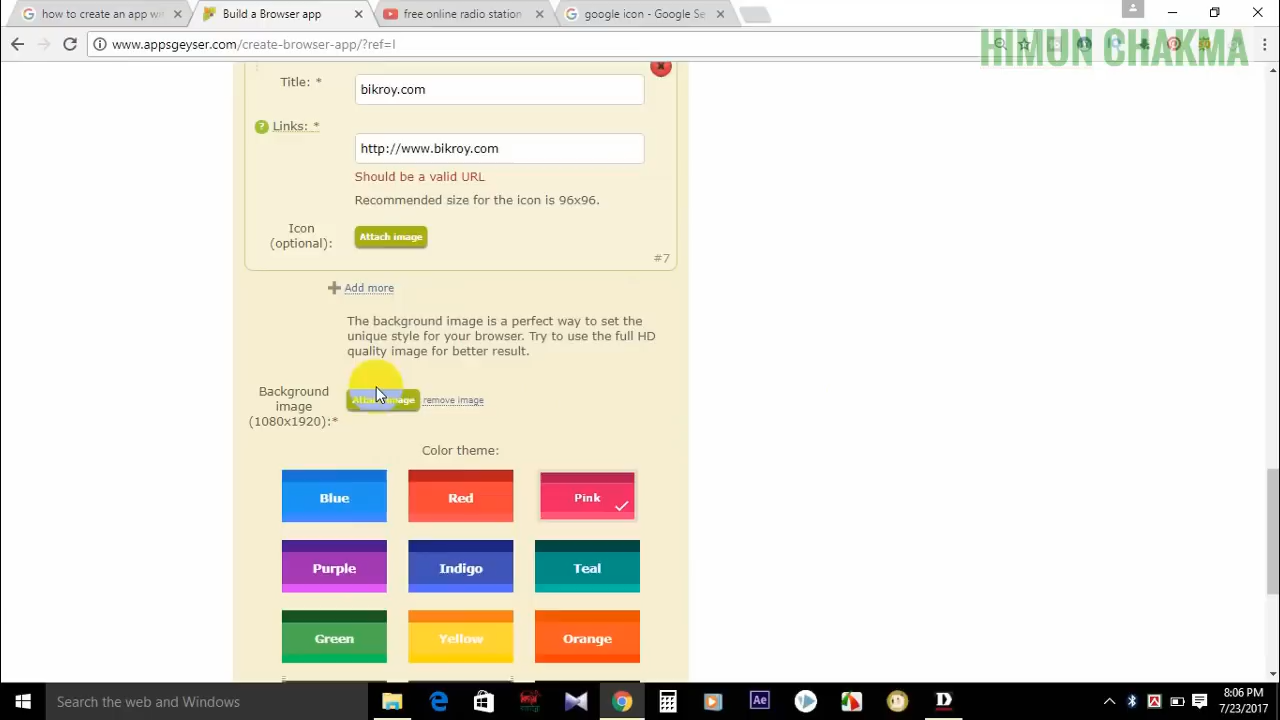 how to create an app wi
Build a Browser app
free online radio station
google icon - Google Se
www.appsgeyser.com/create-browser-app/?ref=l
HIMUN CHAKMA
Title: *
bikroy.com
? Links: *
http://www.bikroy.com
Should be a valid URL
Recommended size for the icon is 96x96.
Icon
(optional):
Attach image
#7
Add more
The background image is a perfect way to set the
unique style for your browser. Try to use the full HD
quality image for better result.
Background
image
(1080x1920):*
Attach image
remove image
Color theme:
Blue
Red
Pink
Purple
Indigo
Teal
Green
Yellow
Orange
Search the web and Windows
Ae
8:06 PM
7/23/2017